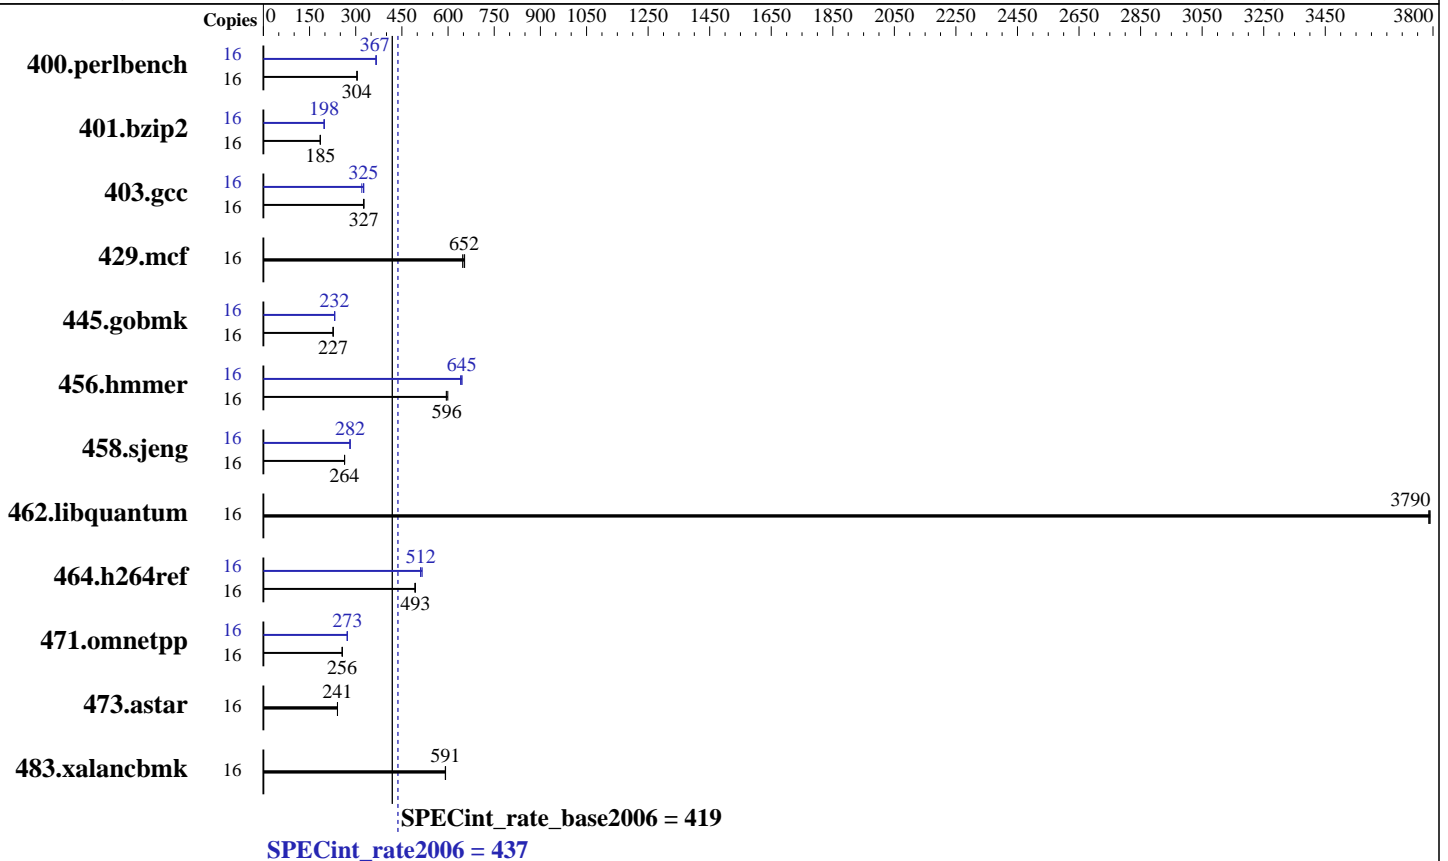 Copies 0 150 300 450 600 750 900 1050 1250 1450 1650 1850 2050 2250 2450 2650 2850 3050 3250 3450 3800
400.perlbench 16 367
16 304
401.bzip2 16 198
16 185
403.gcc 16 325
16 327
429.mcf 16 652
445.gobmk 16 232
16 227
456.hmmer 16 645
16 596
458.sjeng 16 282
16 264
462.libquantum 16 3790
464.h264ref 16 512
16 493
471.omnetpp 16 273
16 256
473.astar 16 241
483.xalancbmk 16 591
SPECint_rate_base2006 = 419
SPECint_rate2006 = 437